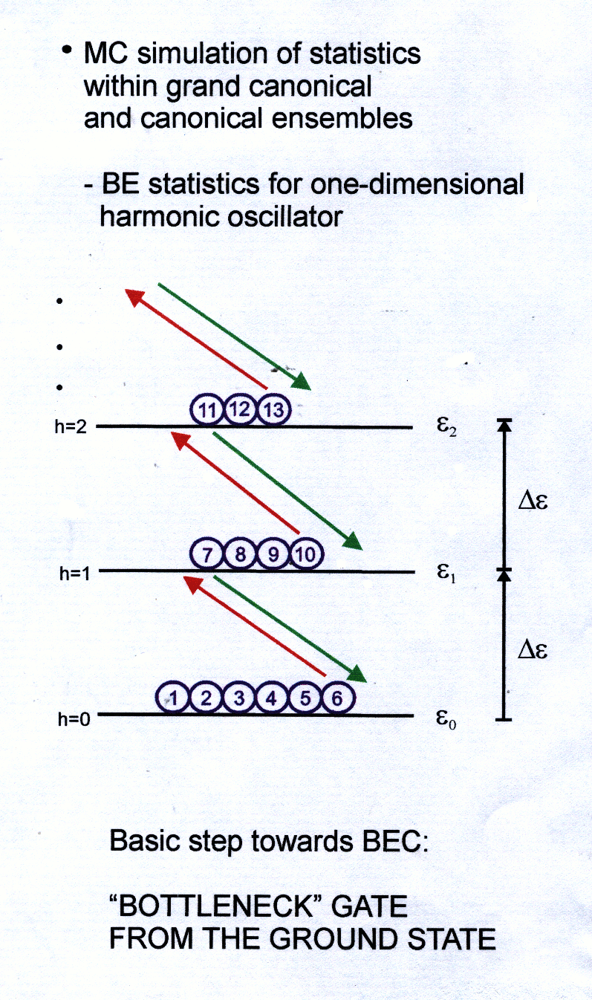 • MC simulation of statistics
within grand canonical
and canonical ensembles
- BE statistics for one-dimensional
harmonic oscillator
11 12 13
h=2 ε₂
Δε
7 8 9 10
h=1 ε₁
Δε
1 2 3 4 5 6
h=0 ε₀
Basic step towards BEC:
“BOTTLENECK” GATE
FROM THE GROUND STATE